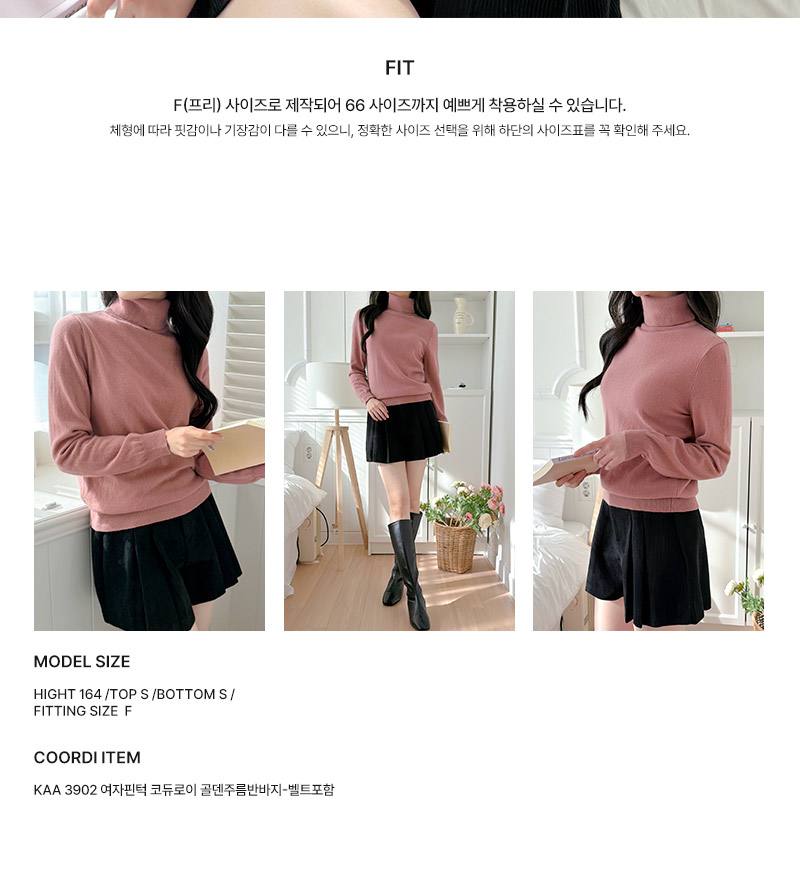 FIT
F(프리) 사이즈로 제작되어 66 사이즈까지 예쁘게 착용하실 수 있습니다.
체형에 따라 핏감이나 기장감이 다를 수 있으니, 정확한 사이즈 선택을 위해 하단의 사이즈표를 꼭 확인해 주세요.
MODEL SIZE
HIGHT 164 /TOP S /BOTTOM S /
FITTING SIZE  F
COORDI ITEM
KAA 3902 여자핀턱 코듀로이 골덴주름반바지-벨트포함